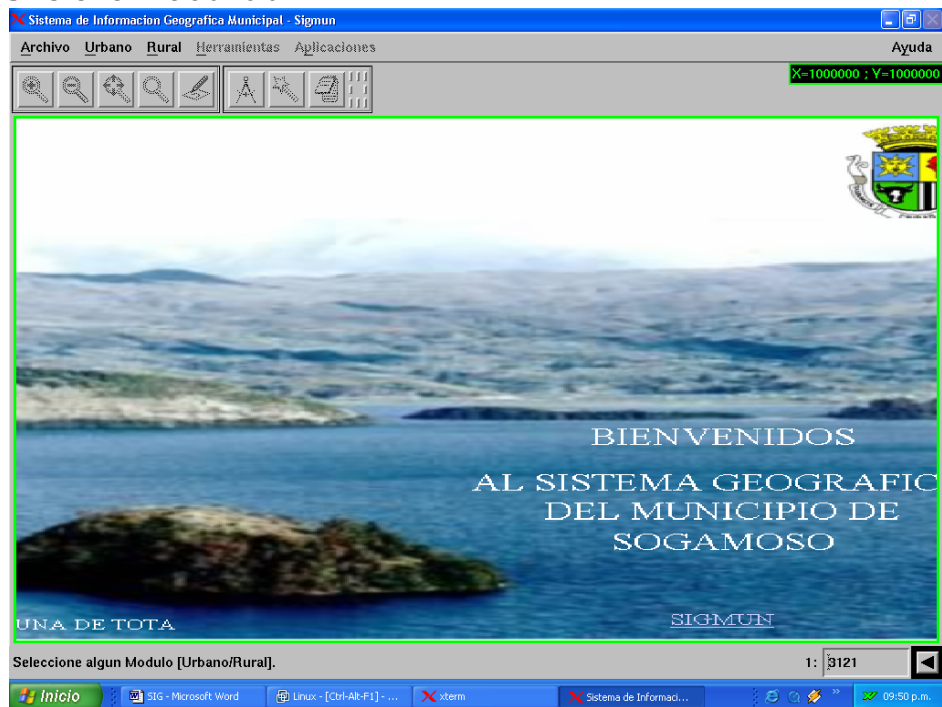 Sistema de Informacion Geografica Municipal - Sigmun
Archivo Urbano Rural Herramientas Aplicaciones Ayuda
X=1000000 ; Y=1000000
BIENVENIDOS
AL SISTEMA GEOGRAFIC
DEL MUNICIPIO DE
SOGAMOSO
UNA DE TOTA
SIGMUN
Seleccione algun Modulo [Urbano/Rural]. 1: 3121
Inicio SIG - Microsoft Word Linux - [Ctrl-Alt-F1] - ... xterm Sistema de Informaci... » 09:50 p.m.